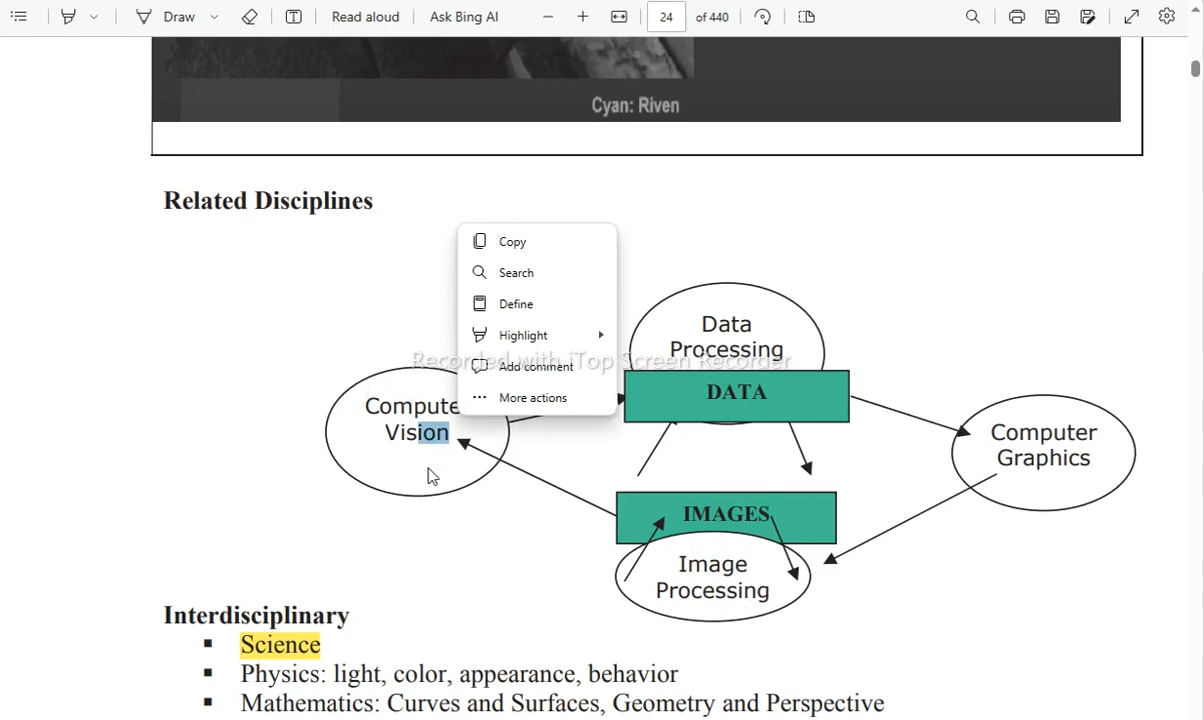 Draw Read aloud Ask Bing AI 24 of 440
Cyan: Riven
Related Disciplines
Copy
Search
Define
Highlight
Add comment
More actions
Recorded with iTop Screen Recorder
Data
Processing
DATA
Compute
Vision
Computer
Graphics
IMAGES
Image
Processing
Interdisciplinary
▪ Science
▪ Physics: light, color, appearance, behavior
▪ Mathematics: Curves and Surfaces, Geometry and Perspective